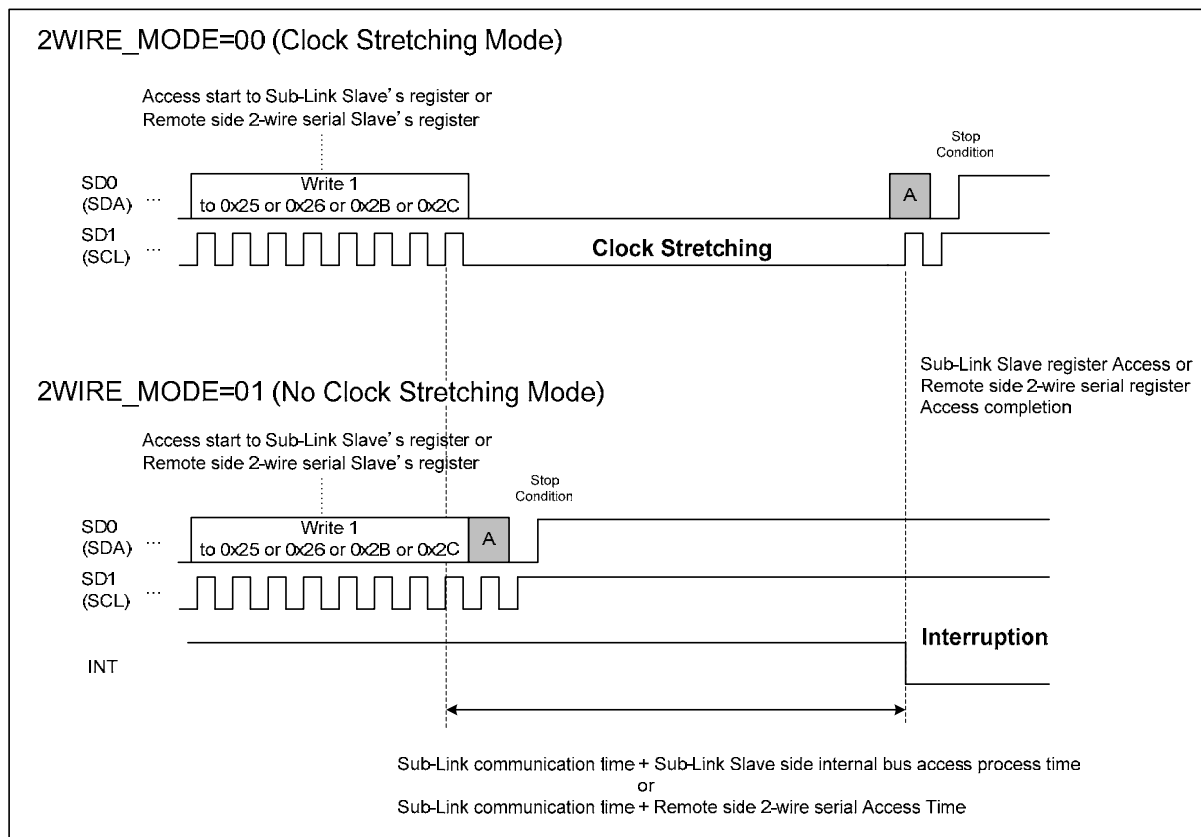 2WIRE_MODE=00 (Clock Stretching Mode)
Access start to Sub-Link Slave's register or
Remote side 2-wire serial Slave's register
Stop
Condition
SD0
(SDA) ...
Write 1
to 0x25 or 0x26 or 0x2B or 0x2C
A
SD1
(SCL) ...
Clock Stretching
Sub-Link Slave register Access or
Remote side 2-wire serial register
Access completion
2WIRE_MODE=01 (No Clock Stretching Mode)
Access start to Sub-Link Slave's register or
Remote side 2-wire serial Slave's register
Stop
Condition
SD0
(SDA) ...
Write 1
to 0x25 or 0x26 or 0x2B or 0x2C
A
SD1
(SCL) ...
Interruption
INT
Sub-Link communication time + Sub-Link Slave side internal bus access process time
or
Sub-Link communication time + Remote side 2-wire serial Access Time